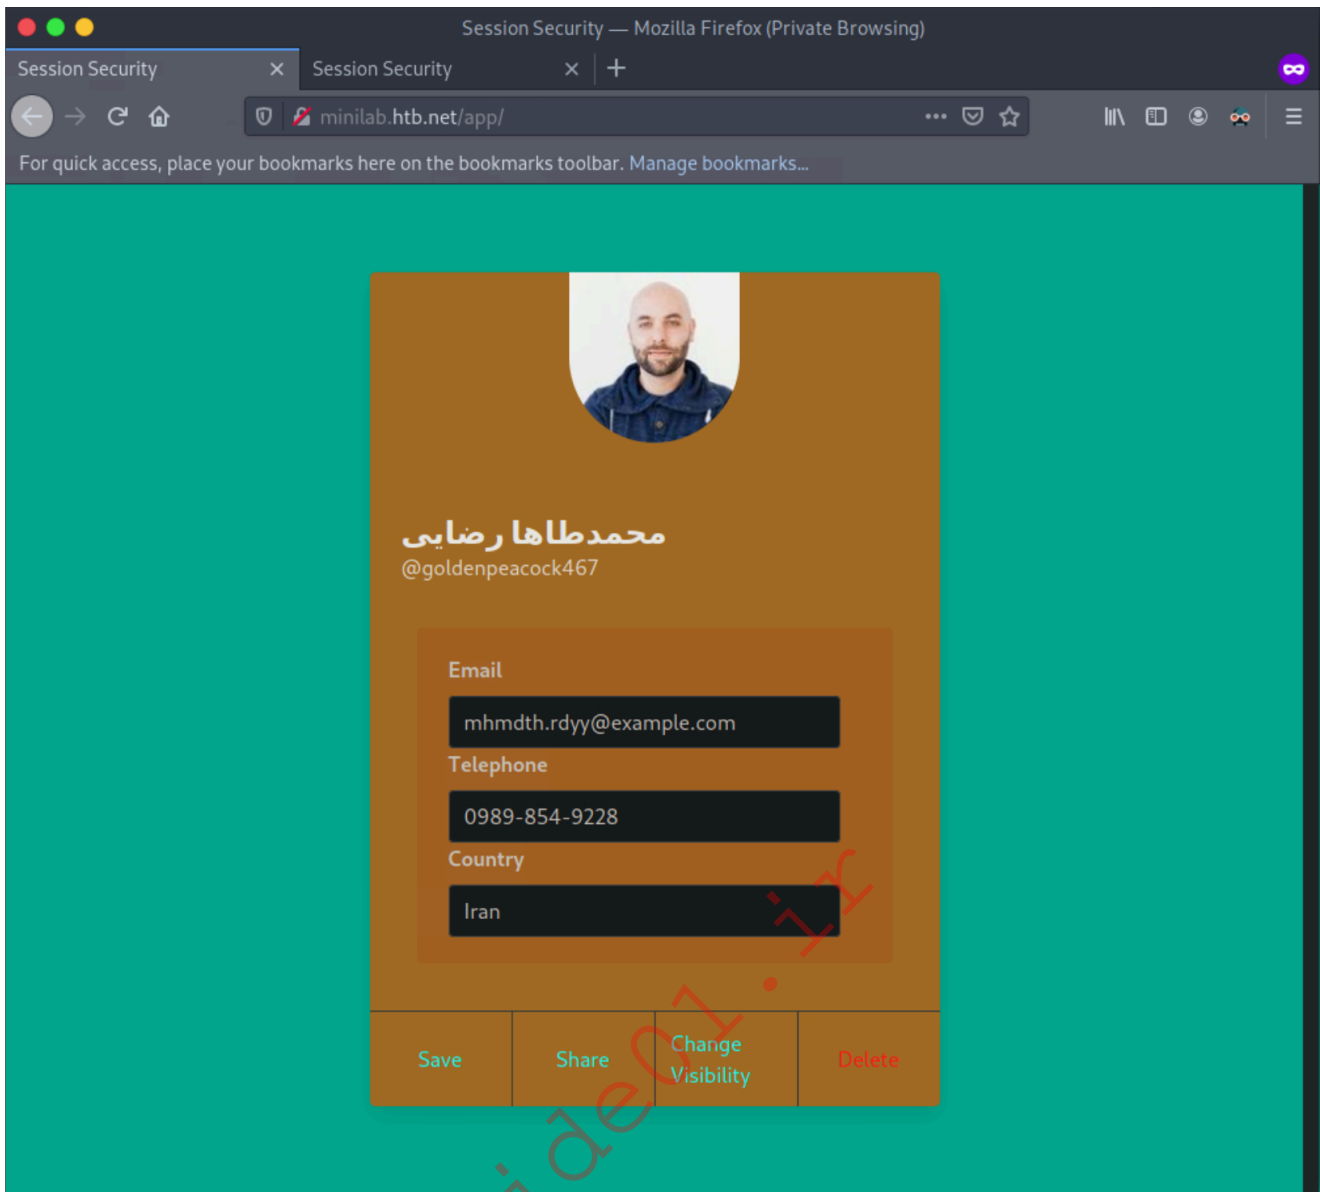 Session Security — Mozilla Firefox (Private Browsing)
Session Security
Session Security
minilab.htb.net/app/
For quick access, place your bookmarks here on the bookmarks toolbar. Manage bookmarks...
محمدطاها رضایی
@goldenpeacock467
Email
mhmdth.rdyy@example.com
Telephone
0989-854-9228
Country
Iran
Save
Share
Change
Visibility
Delete
ide01.ir